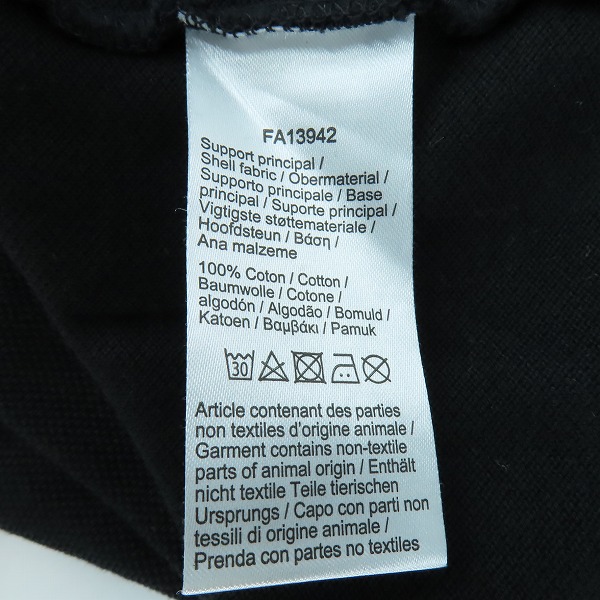 FA13942
Support principal /
Shell fabric / Obermaterial /
Supporto principale / Base
principal / Suporte principal /
Vigtigste støttemateriale /
Hoofdsteun / Βάση /
Ana malzeme
100% Coton / Cotton /
Baumwolle / Cotone /
algodón / Algodão / Bomuld /
Katoen / Βαμβάκι / Pamuk
30
Article contenant des parties
non textiles d'origine animale /
Garment contains non-textile
parts of animal origin / Enthält
nicht textile Teile tierischen
Ursprungs / Capo con parti non
tessili di origine animale /
Prenda con partes no textiles